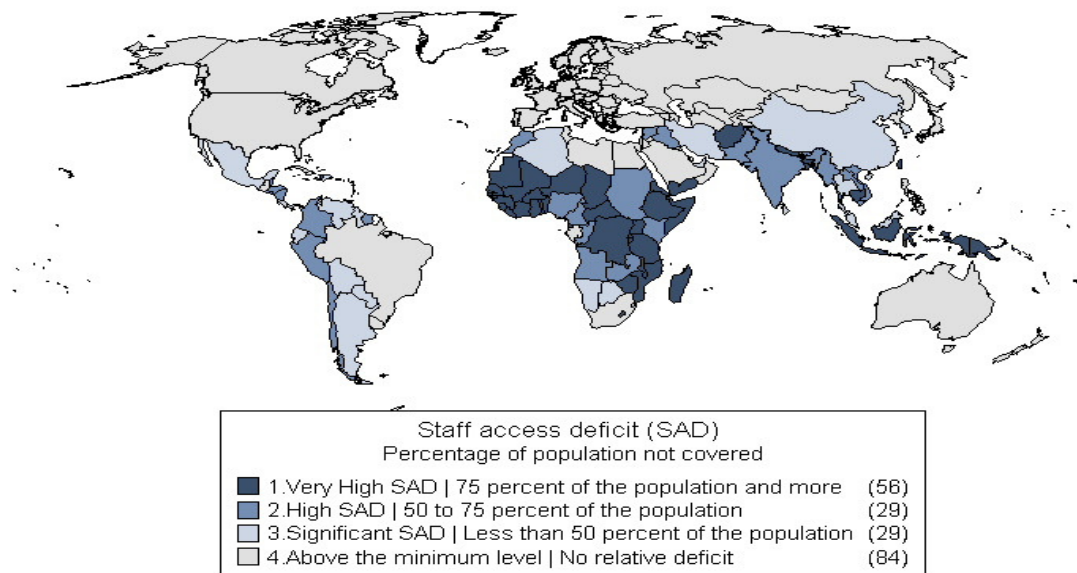 Staff access deficit (SAD)
Percentage of population not covered
1.Very High SAD | 75 percent of the population and more (56)
2.High SAD | 50 to 75 percent of the population (29)
3.Significant SAD | Less than 50 percent of the population (29)
4.Above the minimum level | No relative deficit (84)